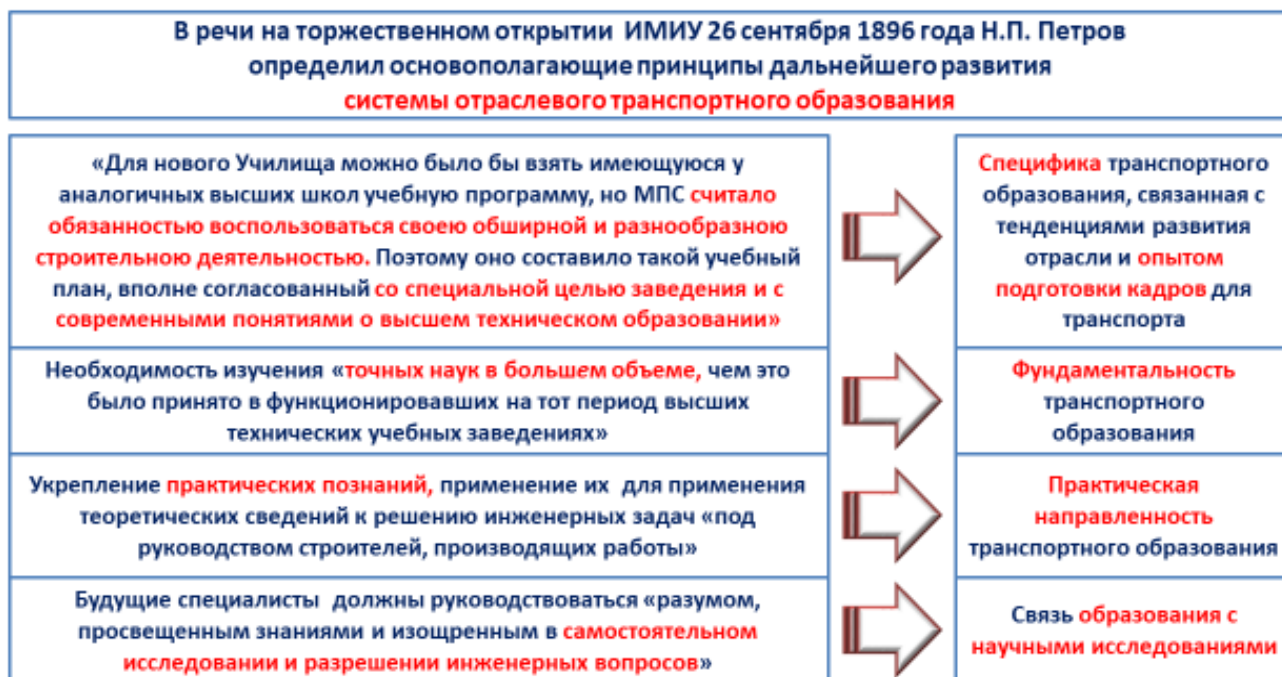 В речи на торжественном открытии ИМИУ 26 сентября 1896 года Н.П. Петров
определил основополагающие принципы дальнейшего развития
системы отраслевого транспортного образования
«Для нового Училища можно было бы взять имеющуюся у
аналогичных высших школ учебную программу, но МПС считало
обязанностью воспользоваться своею обширной и разнообразною
строительною деятельностью. Поэтому оно составило такой учебный
план, вполне согласованный со специальной целью заведения и с
современными понятиями о высшем техническом образовании»
Специфика транспортного
образования, связанная с
тенденциями развития
отрасли и опытом
подготовки кадров для
транспорта
Необходимость изучения «точных наук в большем объеме, чем это
было принято в функционировавших на тот период высших
технических учебных заведениях»
Фундаментальность
транспортного
образования
Укрепление практических познаний, применение их для применения
теоретических сведений к решению инженерных задач «под
руководством строителей, производящих работы»
Практическая
направленность
транспортного образования
Будущие специалисты должны руководствоваться «разумом,
просвещенным знаниями и изощренным в самостоятельном
исследовании и разрешении инженерных вопросов»
Связь образования с
научными исследованиями